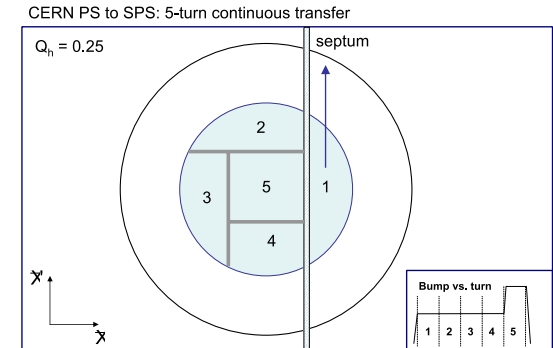 CERN PS to SPS: 5-turn continuous transfer
Qh = 0.25
septum
2
3
5
1
4
X'
X
Bump vs. turn
1 2 3 4 5